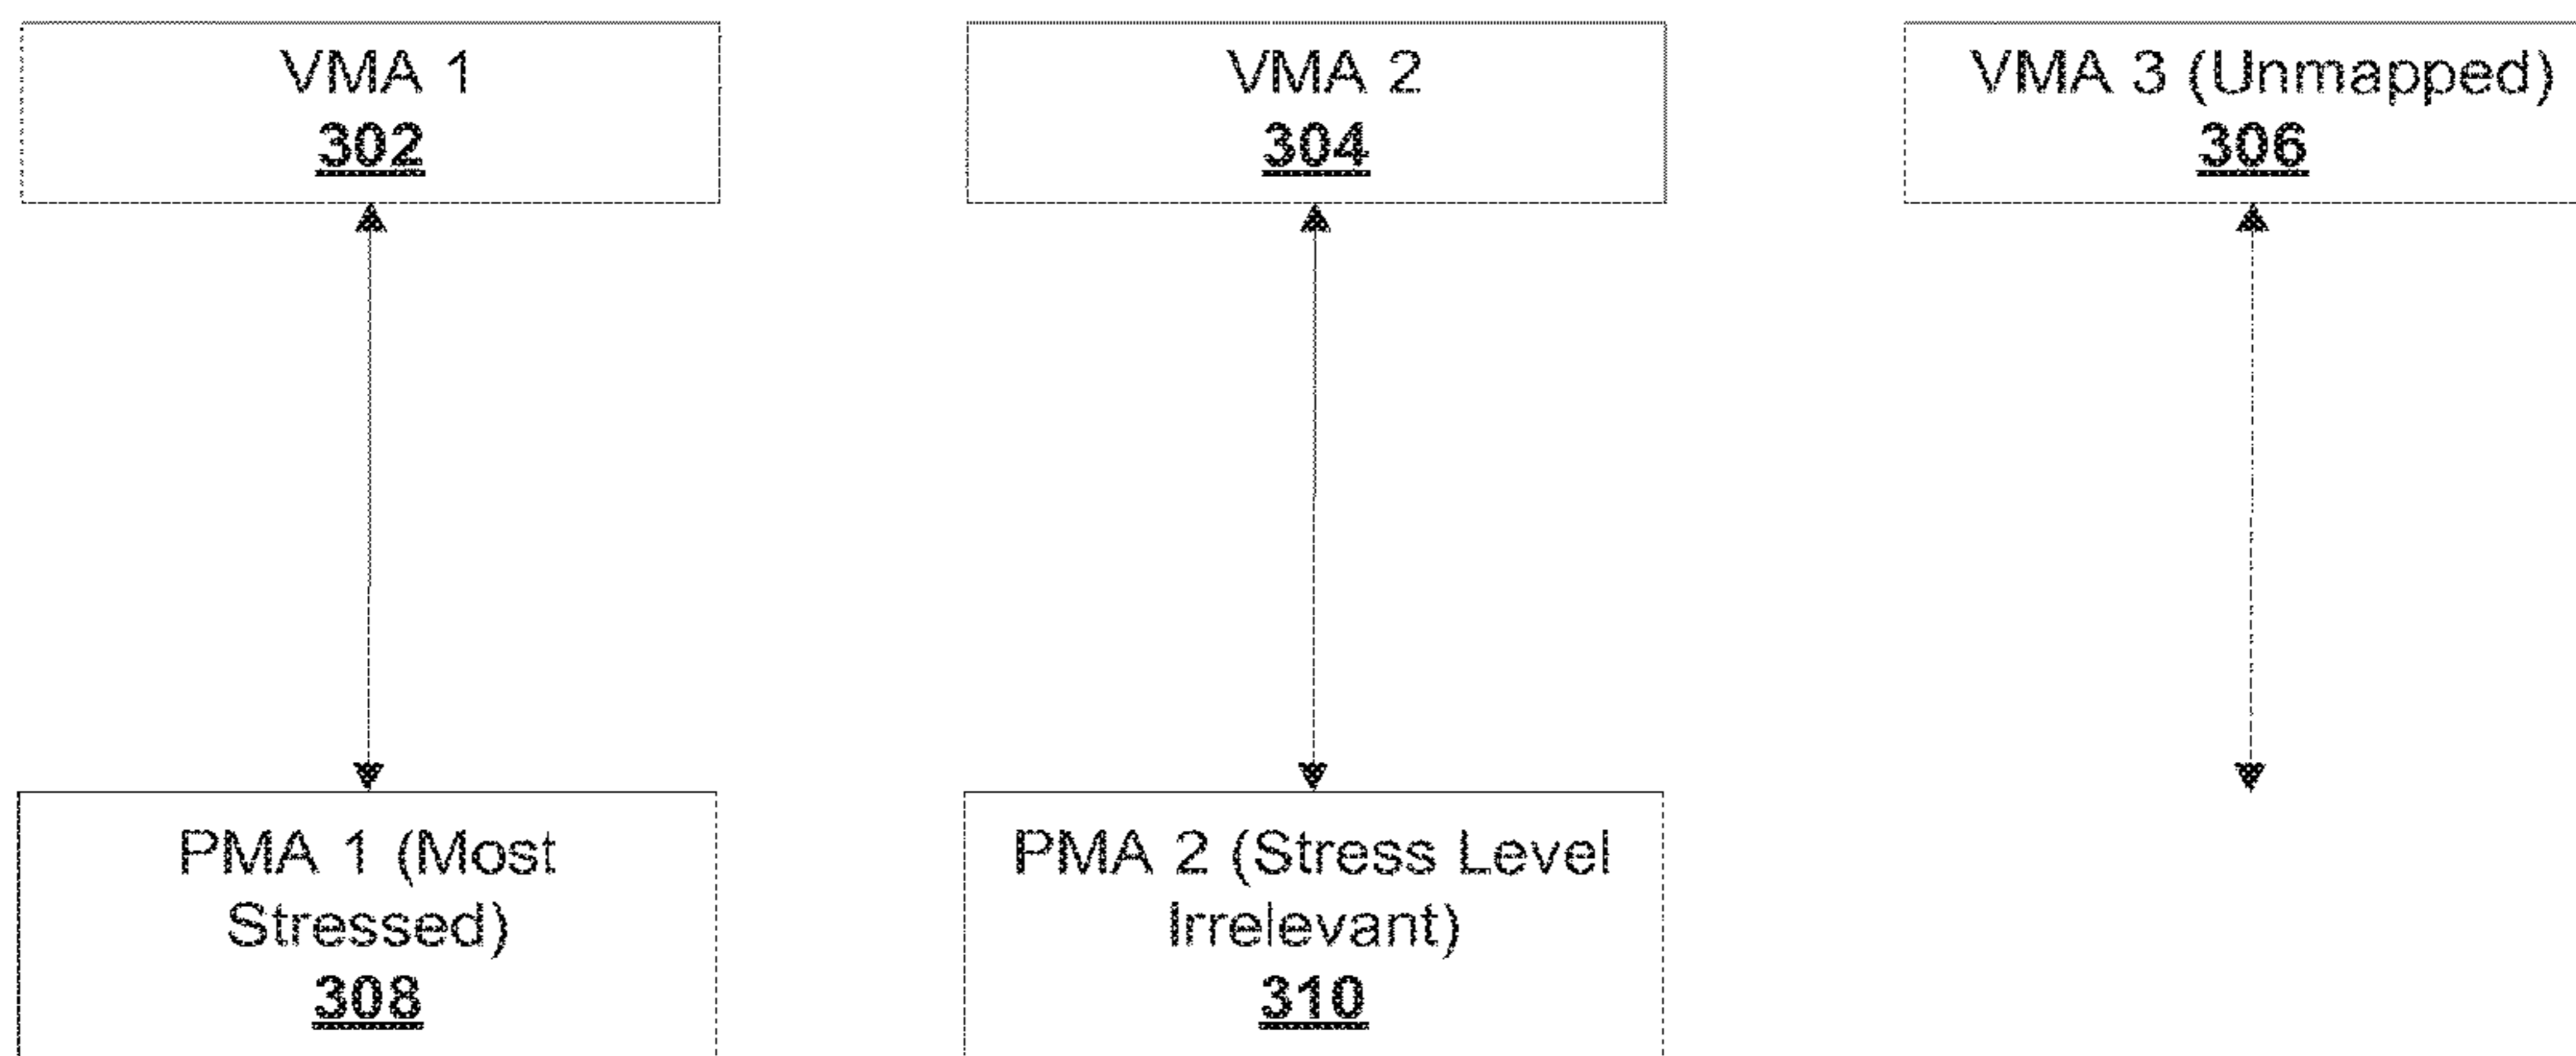 VMA 1
302
VMA 2
304
VMA 3 (Unmapped)
306
PMA 1 (Most
Stressed)
308
PMA 2 (Stress Level
Irrelevant)
310